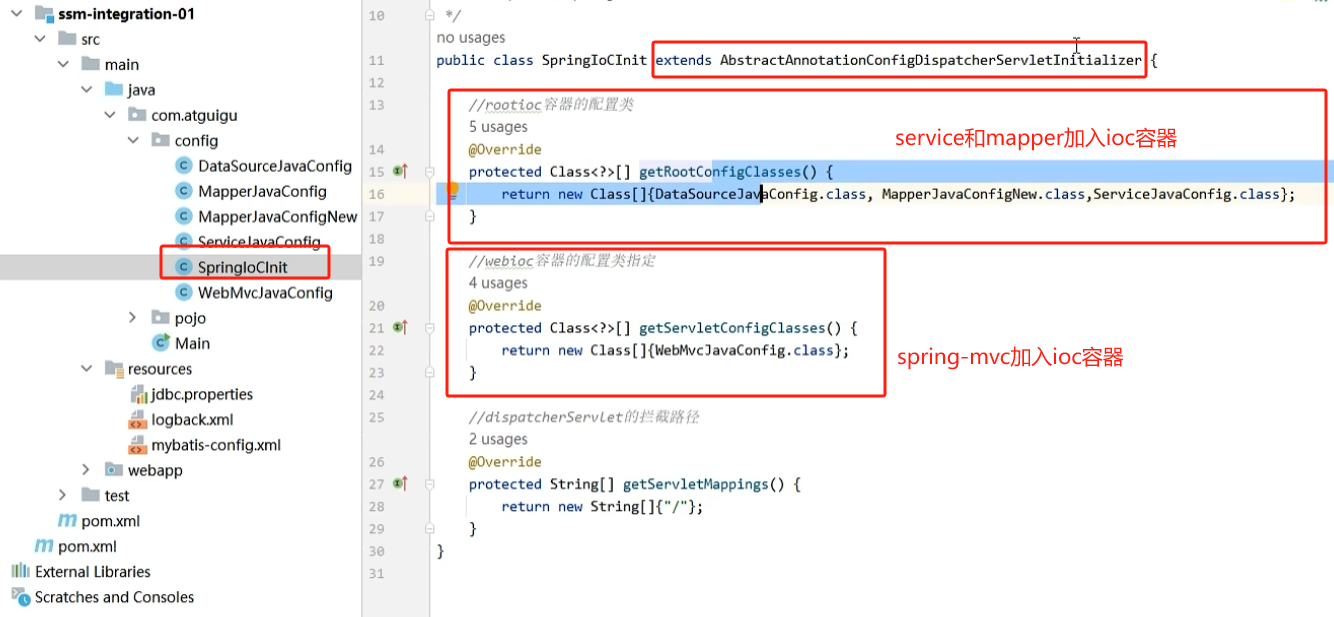 ssm-integration-01
src
main
java
com.atguigu
config
DataSourceJavaConfig
MapperJavaConfig
MapperJavaConfigNew
ServiceJavaConfig
SpringIoCInit
WebMvcJavaConfig
pojo
Main
resources
jdbc.properties
logback.xml
mybatis-config.xml
webapp
test
pom.xml
pom.xml
External Libraries
Scratches and Consoles
10 */
no usages
11 public class SpringIoCInit extends AbstractAnnotationConfigDispatcherServletInitializer {
12
13 //rootioc容器的配置类
5 usages
service和mapper加入ioc容器
14 @Override
15 protected Class<?>[] getRootConfigClasses() {
16 return new Class[]{DataSourceJavaConfig.class, MapperJavaConfigNew.class,ServiceJavaConfig.class};
17 }
18
19 //webioc容器的配置类指定
4 usages
20 @Override
21 protected Class<?>[] getServletConfigClasses() {
22 return new Class[]{WebMvcJavaConfig.class};
spring-mvc加入ioc容器
23 }
24
25 //dispatcherServlet的拦截路径
2 usages
26 @Override
27 protected String[] getServletMappings() {
28 return new String[]{"/"};
29 }
30 }
31